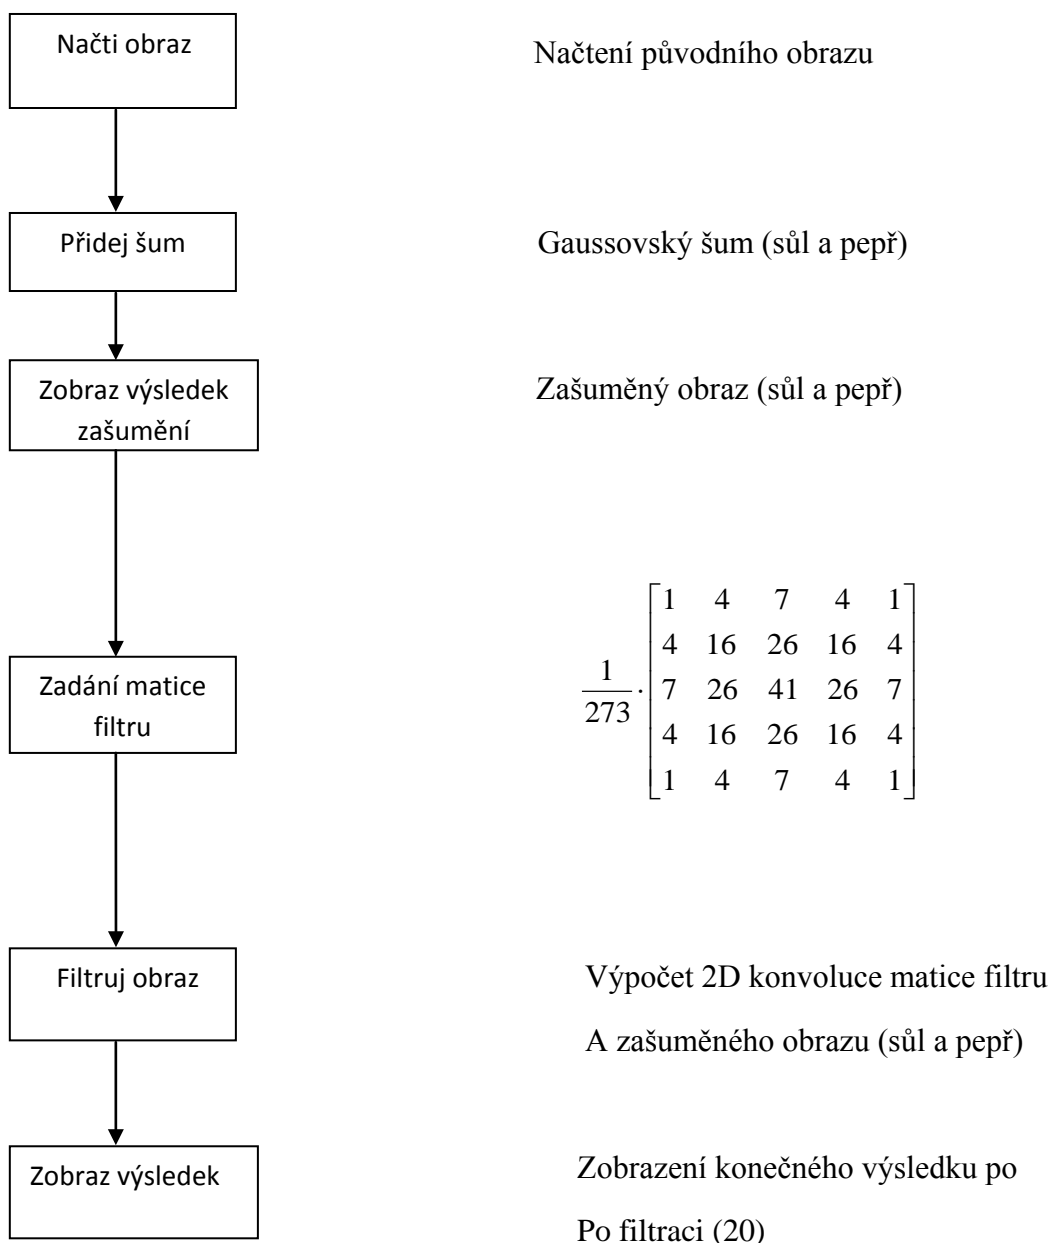 Načti obraz
Načtení původního obrazu
Přidej šum
Gaussovský šum (sůl a pepř)
Zobraz výsledek
zašumění
Zašuměný obraz (sůl a pepř)
Zadání matice
filtru
1/273 · [1 4 7 4 1
4 16 26 16 4
7 26 41 26 7
4 16 26 16 4
1 4 7 4 1]
Filtruj obraz
Výpočet 2D konvoluce matice filtru
A zašuměného obrazu (sůl a pepř)
Zobraz výsledek
Zobrazení konečného výsledku po
Po filtraci (20)